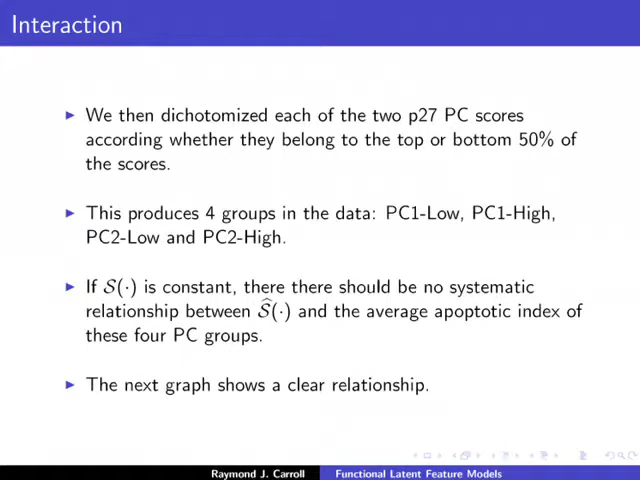 Interaction
We then dichotomized each of the two p27 PC scores
according whether they belong to the top or bottom 50% of
the scores.
This produces 4 groups in the data: PC1-Low, PC1-High,
PC2-Low and PC2-High.
If 𝒮(·) is constant, there there should be no systematic
relationship between 𝒮̂(·) and the average apoptotic index of
these four PC groups.
The next graph shows a clear relationship.
Raymond J. Carroll Functional Latent Feature Models